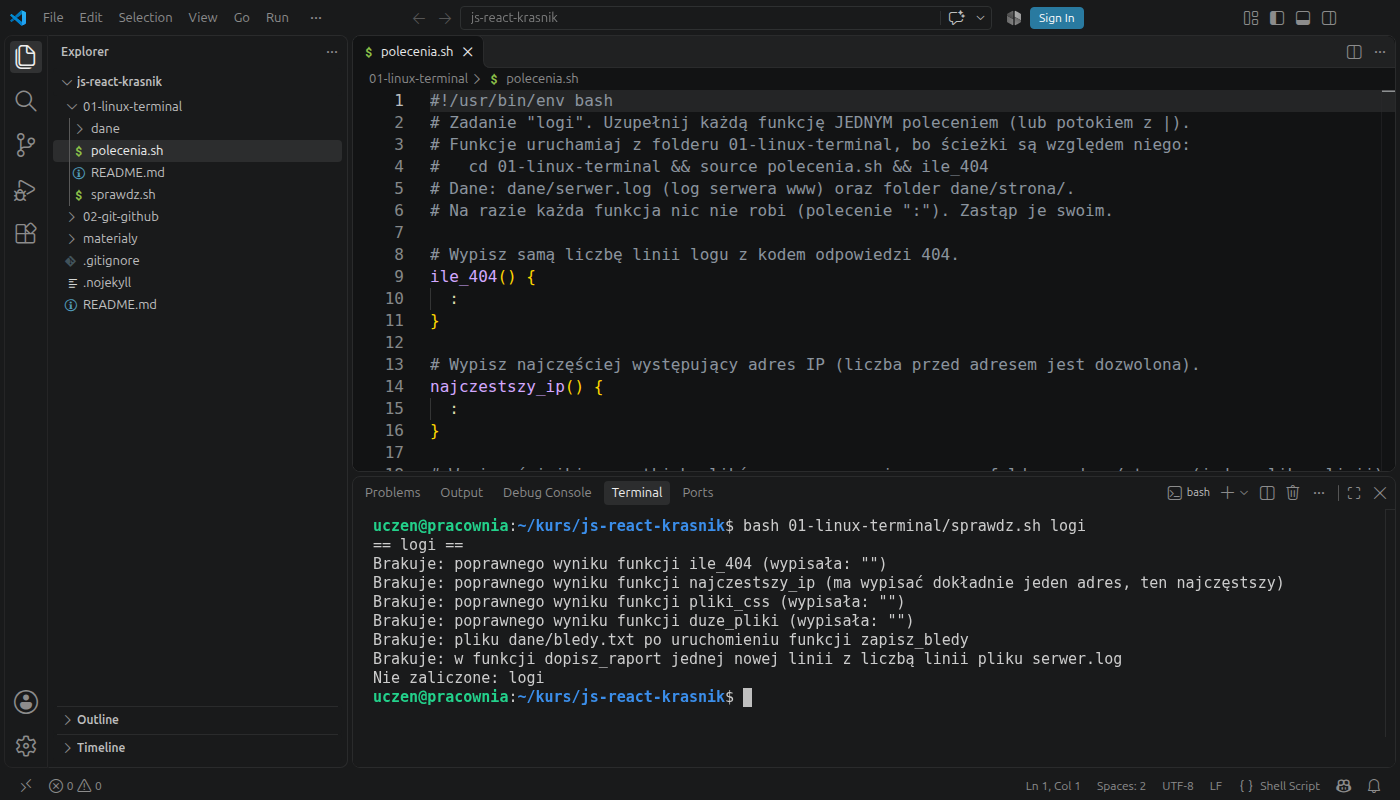 File Edit Selection View Go Run ··· js-react-krasnik Sign In
Explorer
js-react-krasnik
01-linux-terminal
dane
polecenia.sh
README.md
sprawdz.sh
02-git-github
materialy
.gitignore
.nojekyll
README.md
Outline
Timeline
$ polecenia.sh
01-linux-terminal > $ polecenia.sh
1 #!/usr/bin/env bash
2 # Zadanie "logi". Uzupełnij każdą funkcję JEDNYM poleceniem (lub potokiem z |).
3 # Funkcje uruchamiaj z folderu 01-linux-terminal, bo ścieżki są względem niego:
4 #   cd 01-linux-terminal && source polecenia.sh && ile_404
5 # Dane: dane/serwer.log (log serwera www) oraz folder dane/strona/.
6 # Na razie każda funkcja nic nie robi (polecenie ":"). Zastąp je swoim.
7
8 # Wypisz samą liczbę linii logu z kodem odpowiedzi 404.
9 ile_404() {
10   :
11 }
12
13 # Wypisz najczęściej występujący adres IP (liczba przed adresem jest dozwolona).
14 najczestszy_ip() {
15   :
16 }
17
Problems Output Debug Console Terminal Ports bash
uczen@pracownia:~/kurs/js-react-krasnik$ bash 01-linux-terminal/sprawdz.sh logi
== logi ==
Brakuje: poprawnego wyniku funkcji ile_404 (wypisała: "")
Brakuje: poprawnego wyniku funkcji najczestszy_ip (ma wypisać dokładnie jeden adres, ten najczęstszy)
Brakuje: poprawnego wyniku funkcji pliki_css (wypisała: "")
Brakuje: poprawnego wyniku funkcji duze_pliki (wypisała: "")
Brakuje: pliku dane/bledy.txt po uruchomieniu funkcji zapisz_bledy
Brakuje: w funkcji dopisz_raport jednej nowej linii z liczbą linii pliku serwer.log
Nie zaliczone: logi
uczen@pracownia:~/kurs/js-react-krasnik$
0 0 Ln 1, Col 1 Spaces: 2 UTF-8 LF { } Shell Script